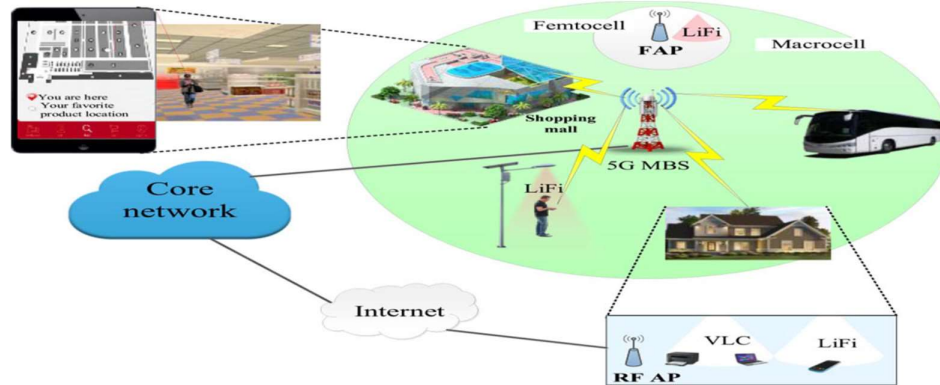 You are here
Your favorite
product location
Femtocell
LiFi
FAP
Macrocell
Shopping
mall
5G MBS
LiFi
Core
network
Internet
VLC
LiFi
RF AP